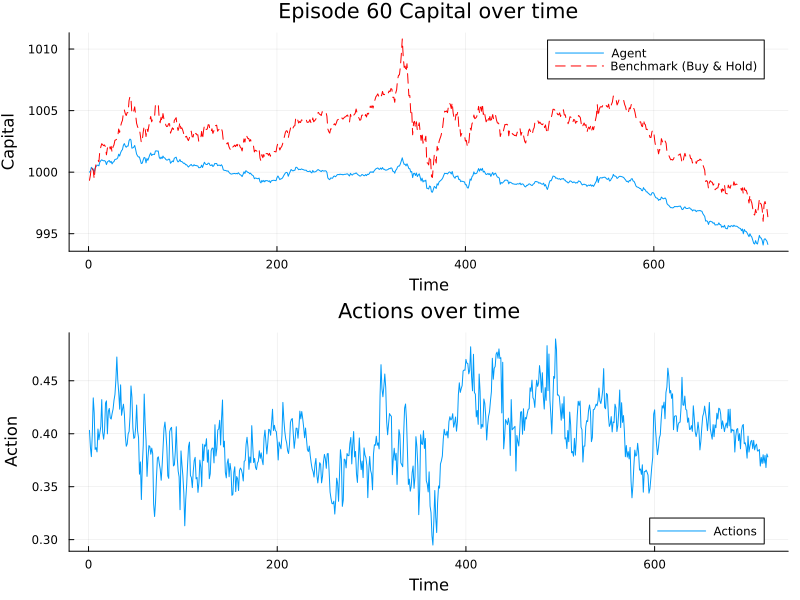 Episode 60 Capital over time
1010
1005
1000
995
Capital
Agent
Benchmark (Buy & Hold)
0
200
400
600
Time
Actions over time
0.45
0.40
0.35
0.30
Action
Actions
0
200
400
600
Time